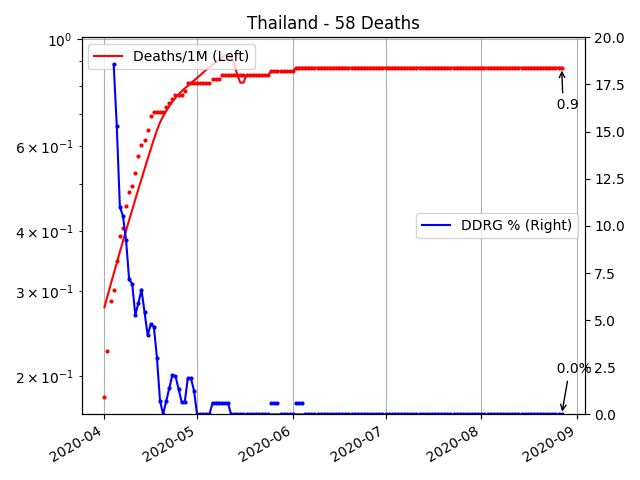 Thailand - 58 Deaths
10⁰
6 × 10⁻¹
4 × 10⁻¹
3 × 10⁻¹
2 × 10⁻¹
Deaths/1M (Left)
DDRG % (Right)
0.9
0.0%
20.0
17.5
15.0
12.5
10.0
7.5
5.0
2.5
0.0
2020-04
2020-05
2020-06
2020-07
2020-08
2020-09